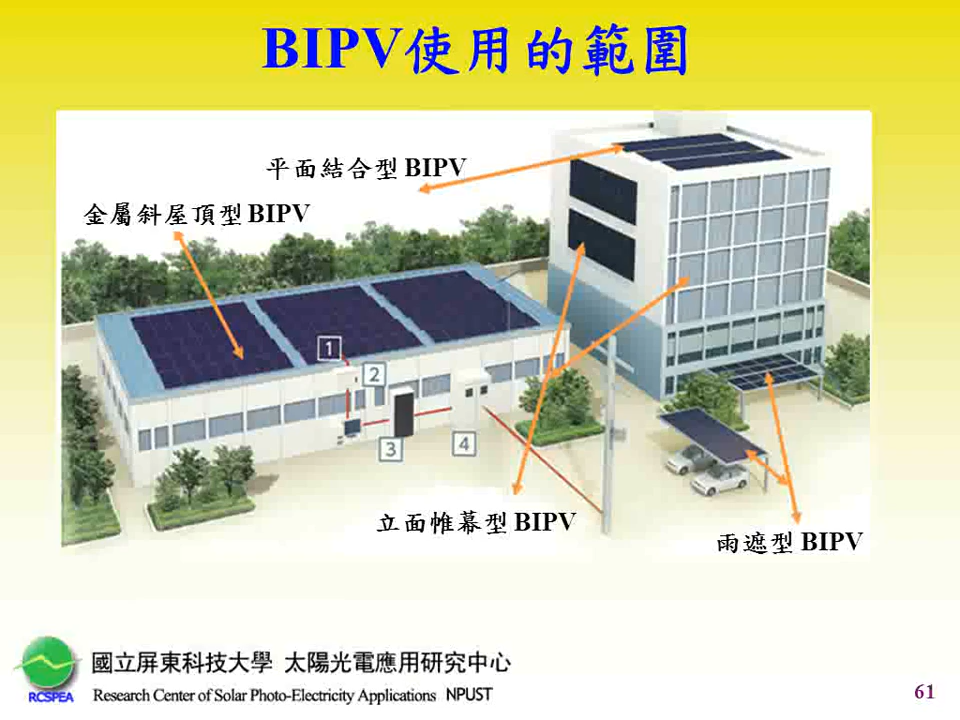 BIPV使用的範圍
平面結合型 BIPV
金屬斜屋頂型 BIPV
1
2
3
4
立面帷幕型 BIPV
雨遮型 BIPV
國立屏東科技大學 太陽光電應用研究中心
RCSPEA
Research Center of Solar Photo-Electricity Applications NPUST
61